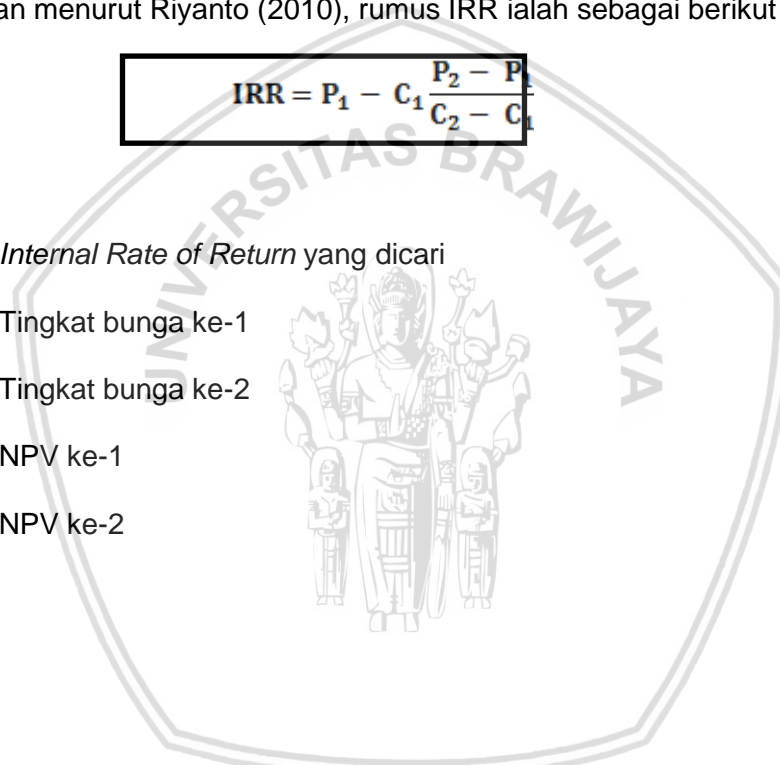 an menurut Riyanto (2010), rumus IRR ialah sebagai berikut
IRR = P₁ − C₁ (P₂ − P₁)/(C₂ − C₁)
UNIVERSITAS BRAWIJAYA
Internal Rate of Return yang dicari
Tingkat bunga ke-1
Tingkat bunga ke-2
NPV ke-1
NPV ke-2